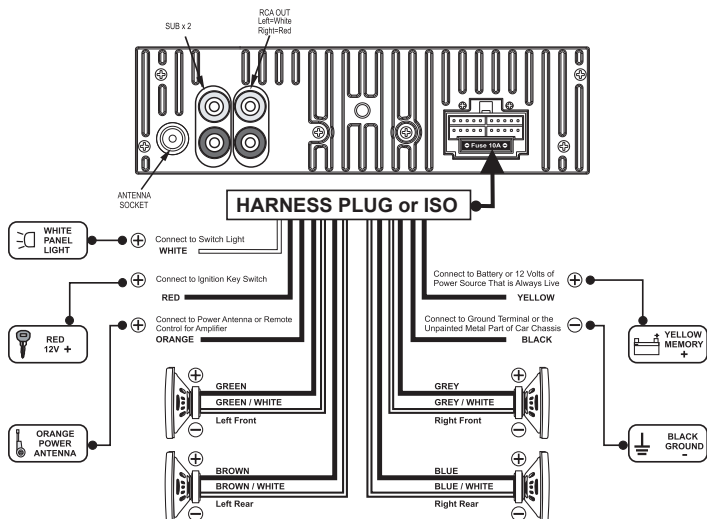 RCA OUT
Left=White
Right=Red
SUB x 2
Fuse 10A
ANTENNA
SOCKET
HARNESS PLUG or ISO
WHITE
PANEL
LIGHT
+
Connect to Switch Light
WHITE
+
Connect to Ignition Key Switch
RED
RED
12V +
+
Connect to Power Antenna or Remote
Control for Amplifier
ORANGE
ORANGE
POWER
ANTENNA
Connect to Battery or 12 Volts of
Power Source That is Always Live
+
YELLOW
Connect to Ground Terminal or the
Unpainted Metal Part of Car Chassis
−
BLACK
+ -
YELLOW
MEMORY
+
BLACK
GROUND
-
+
GREEN
GREEN / WHITE
−
Left Front
+
GREY
GREY / WHITE
−
Right Front
+
BROWN
BROWN / WHITE
−
Left Rear
+
BLUE
BLUE / WHITE
−
Right Rear